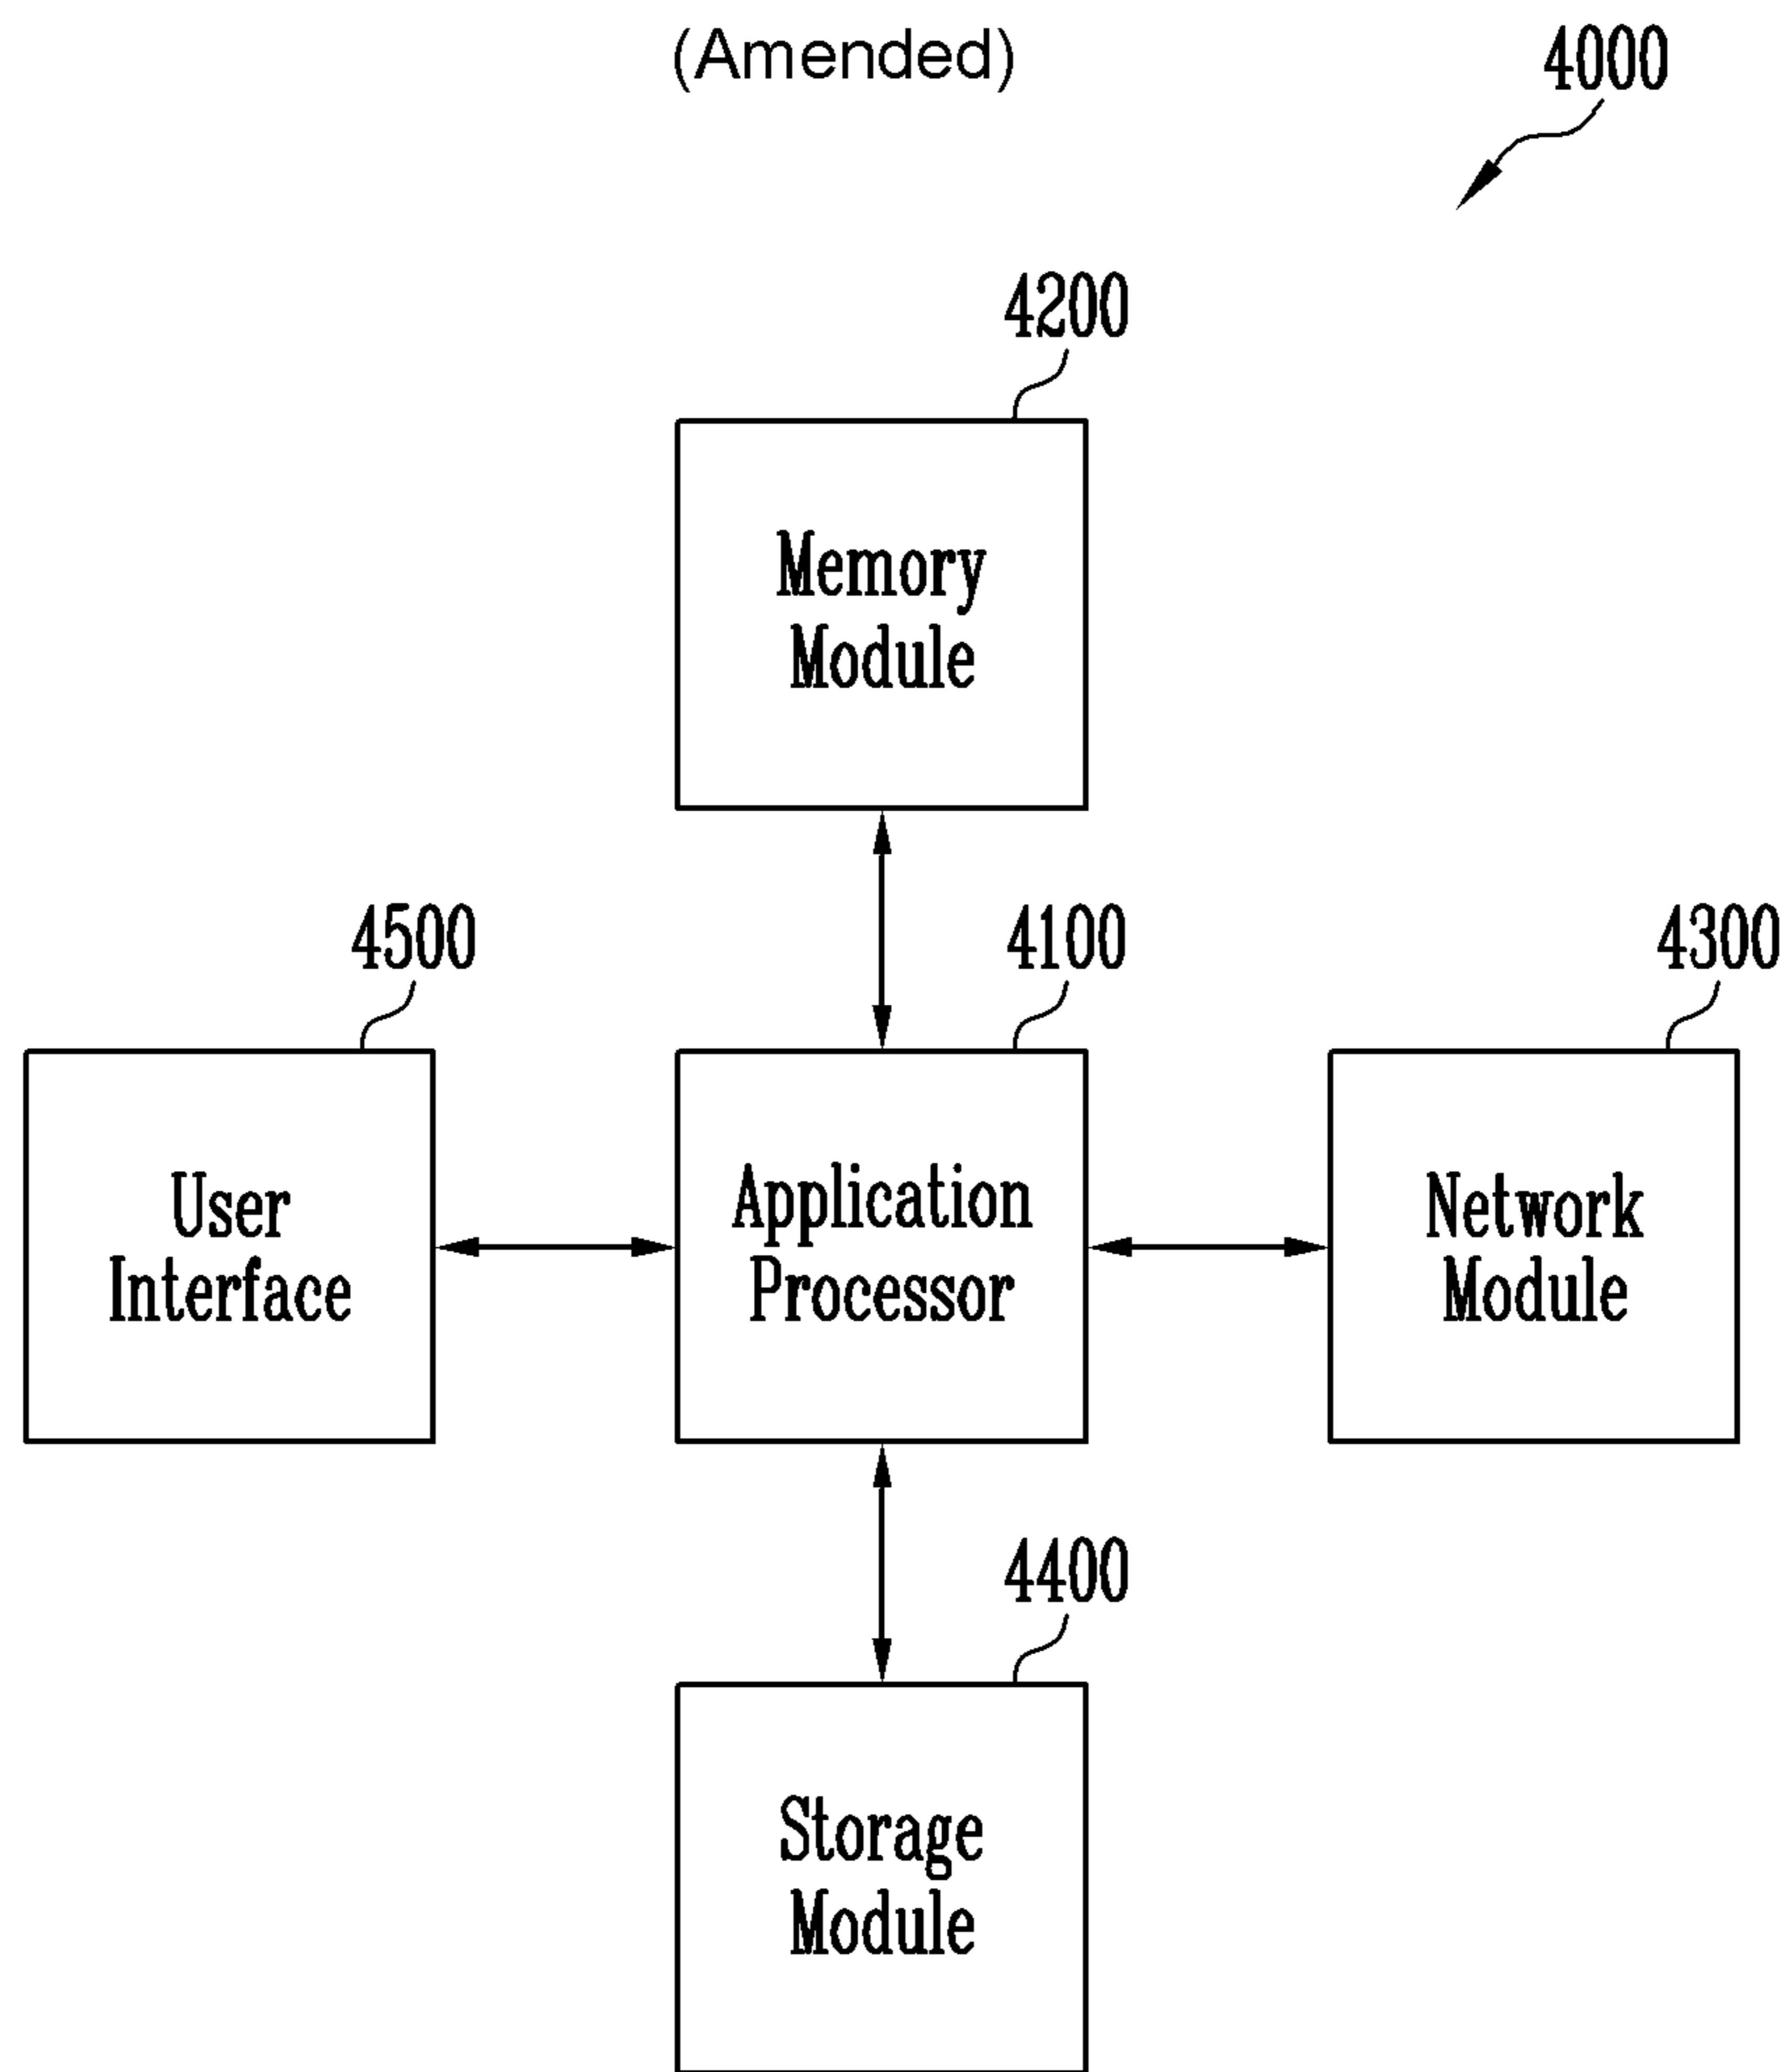 (Amended)
4000
4200
Memory
Module
4500
4100
4300
User
Interface
Application
Processor
Network
Module
4400
Storage
Module